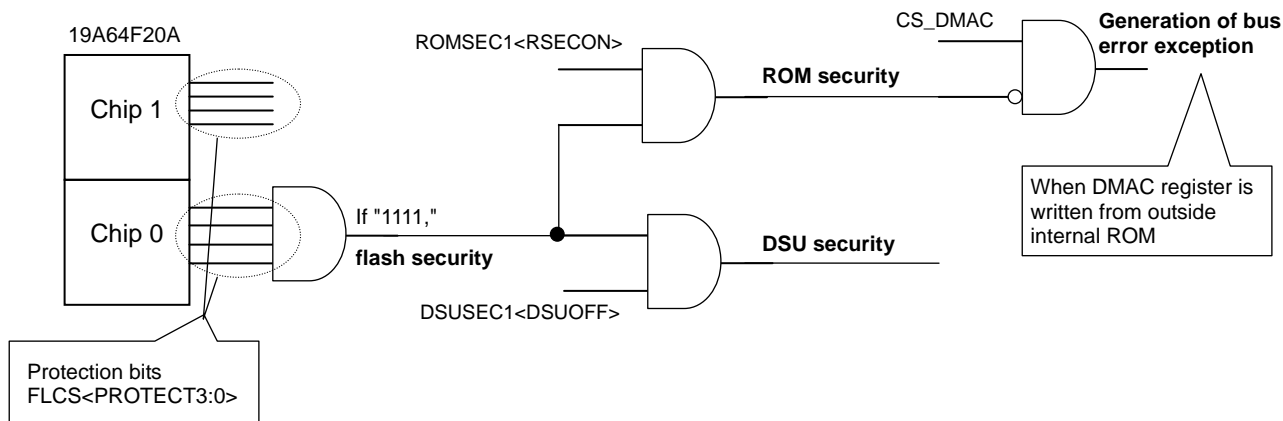 19A64F20A
Chip 1
Chip 0
Protection bits
FLCS<PROTECT3:0>
If "1111,"
flash security
ROMSEC1<RSECON>
ROM security
DSUSEC1<DSUOFF>
DSU security
CS_DMAC
Generation of bus
error exception
When DMAC register is
written from outside
internal ROM